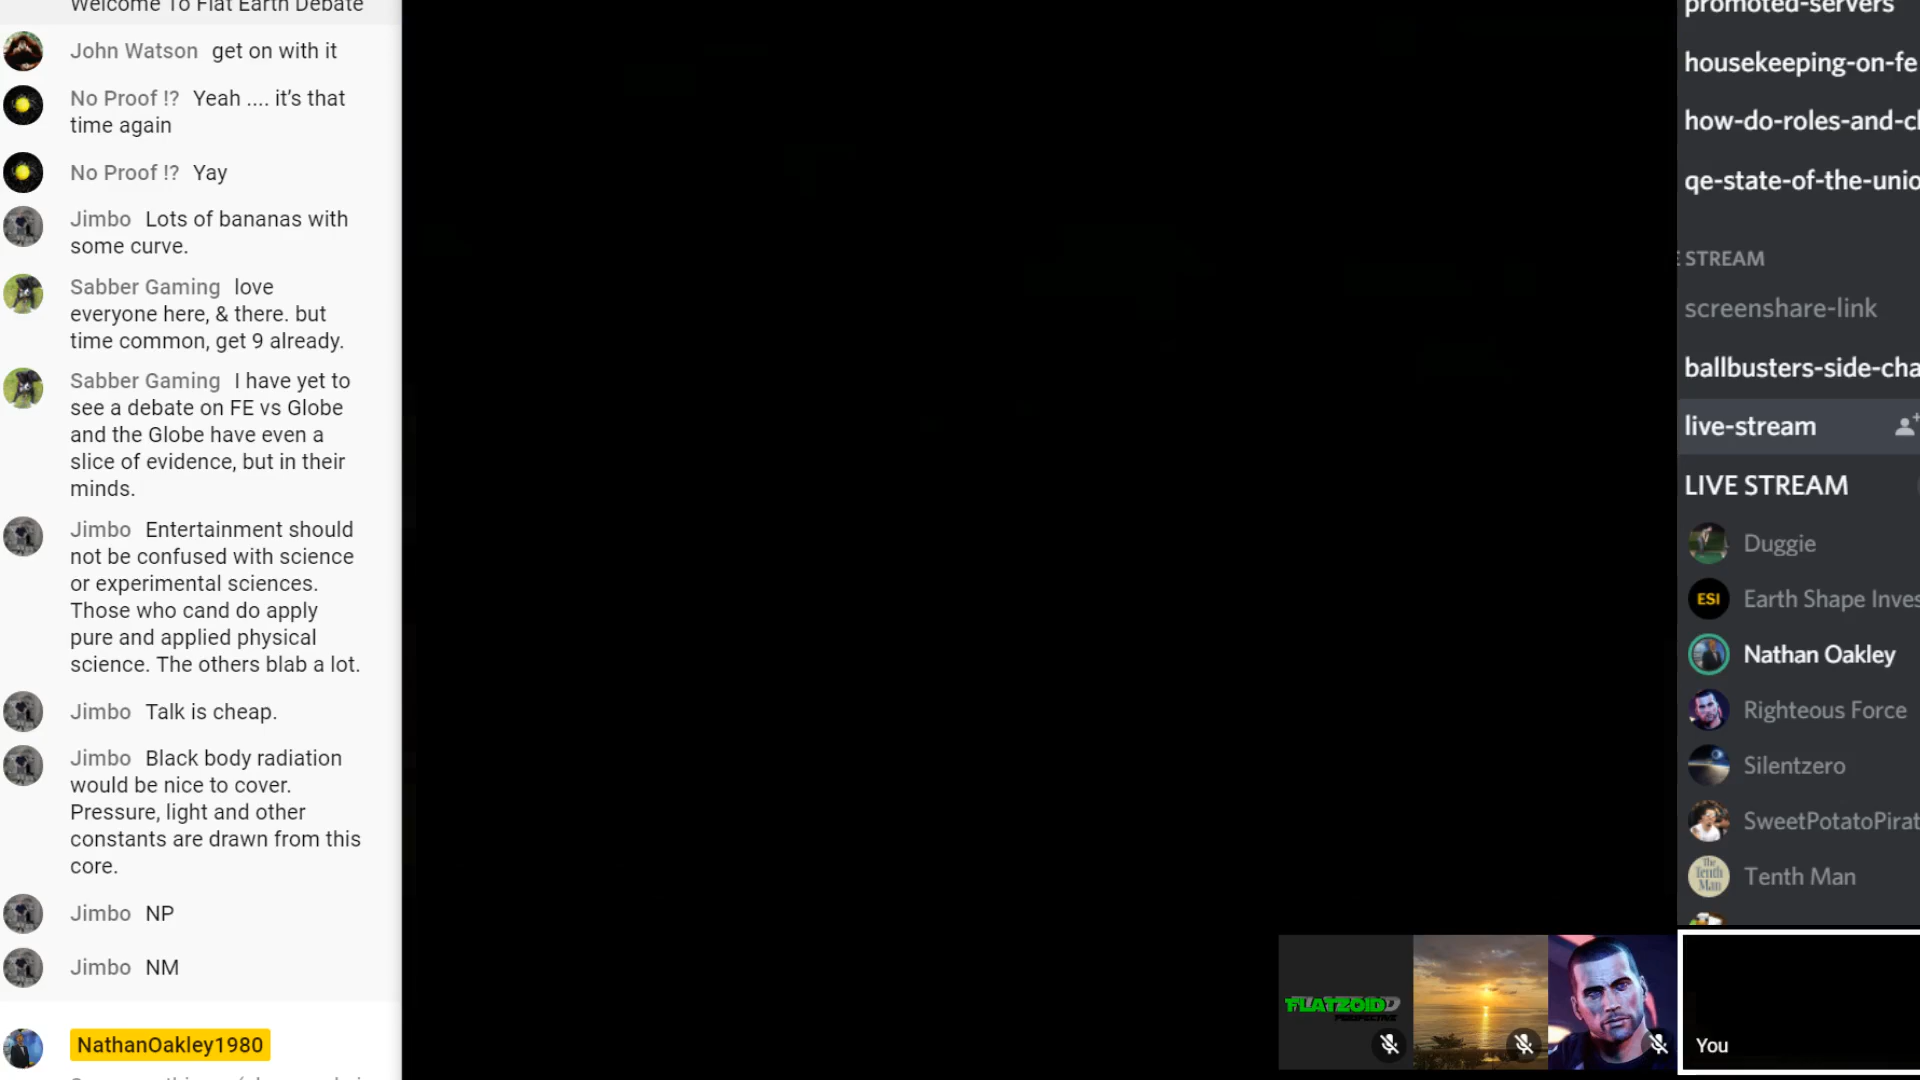 Welcome To Flat Earth Debate
John Watson get on with it
No Proof !? Yeah .... it's that
time again
No Proof !? Yay
Jimbo Lots of bananas with
some curve.
Sabber Gaming love
everyone here, & there. but
time common, get 9 already.
Sabber Gaming I have yet to
see a debate on FE vs Globe
and the Globe have even a
slice of evidence, but in their
minds.
Jimbo Entertainment should
not be confused with science
or experimental sciences.
Those who cand do apply
pure and applied physical
science. The others blab a lot.
Jimbo Talk is cheap.
Jimbo Black body radiation
would be nice to cover.
Pressure, light and other
constants are drawn from this
core.
Jimbo NP
Jimbo NM
NathanOakley1980
promoted-servers
housekeeping-on-fe
how-do-roles-and-cl
qe-state-of-the-unio
E STREAM
screenshare-link
ballbusters-side-cha
live-stream
LIVE STREAM
Duggie
ESI
Earth Shape Inves
Nathan Oakley
Righteous Force
Silentzero
SweetPotatoPirat
The
Tenth
Man
Tenth Man
FLATZOID
PERSPECTIVE
You